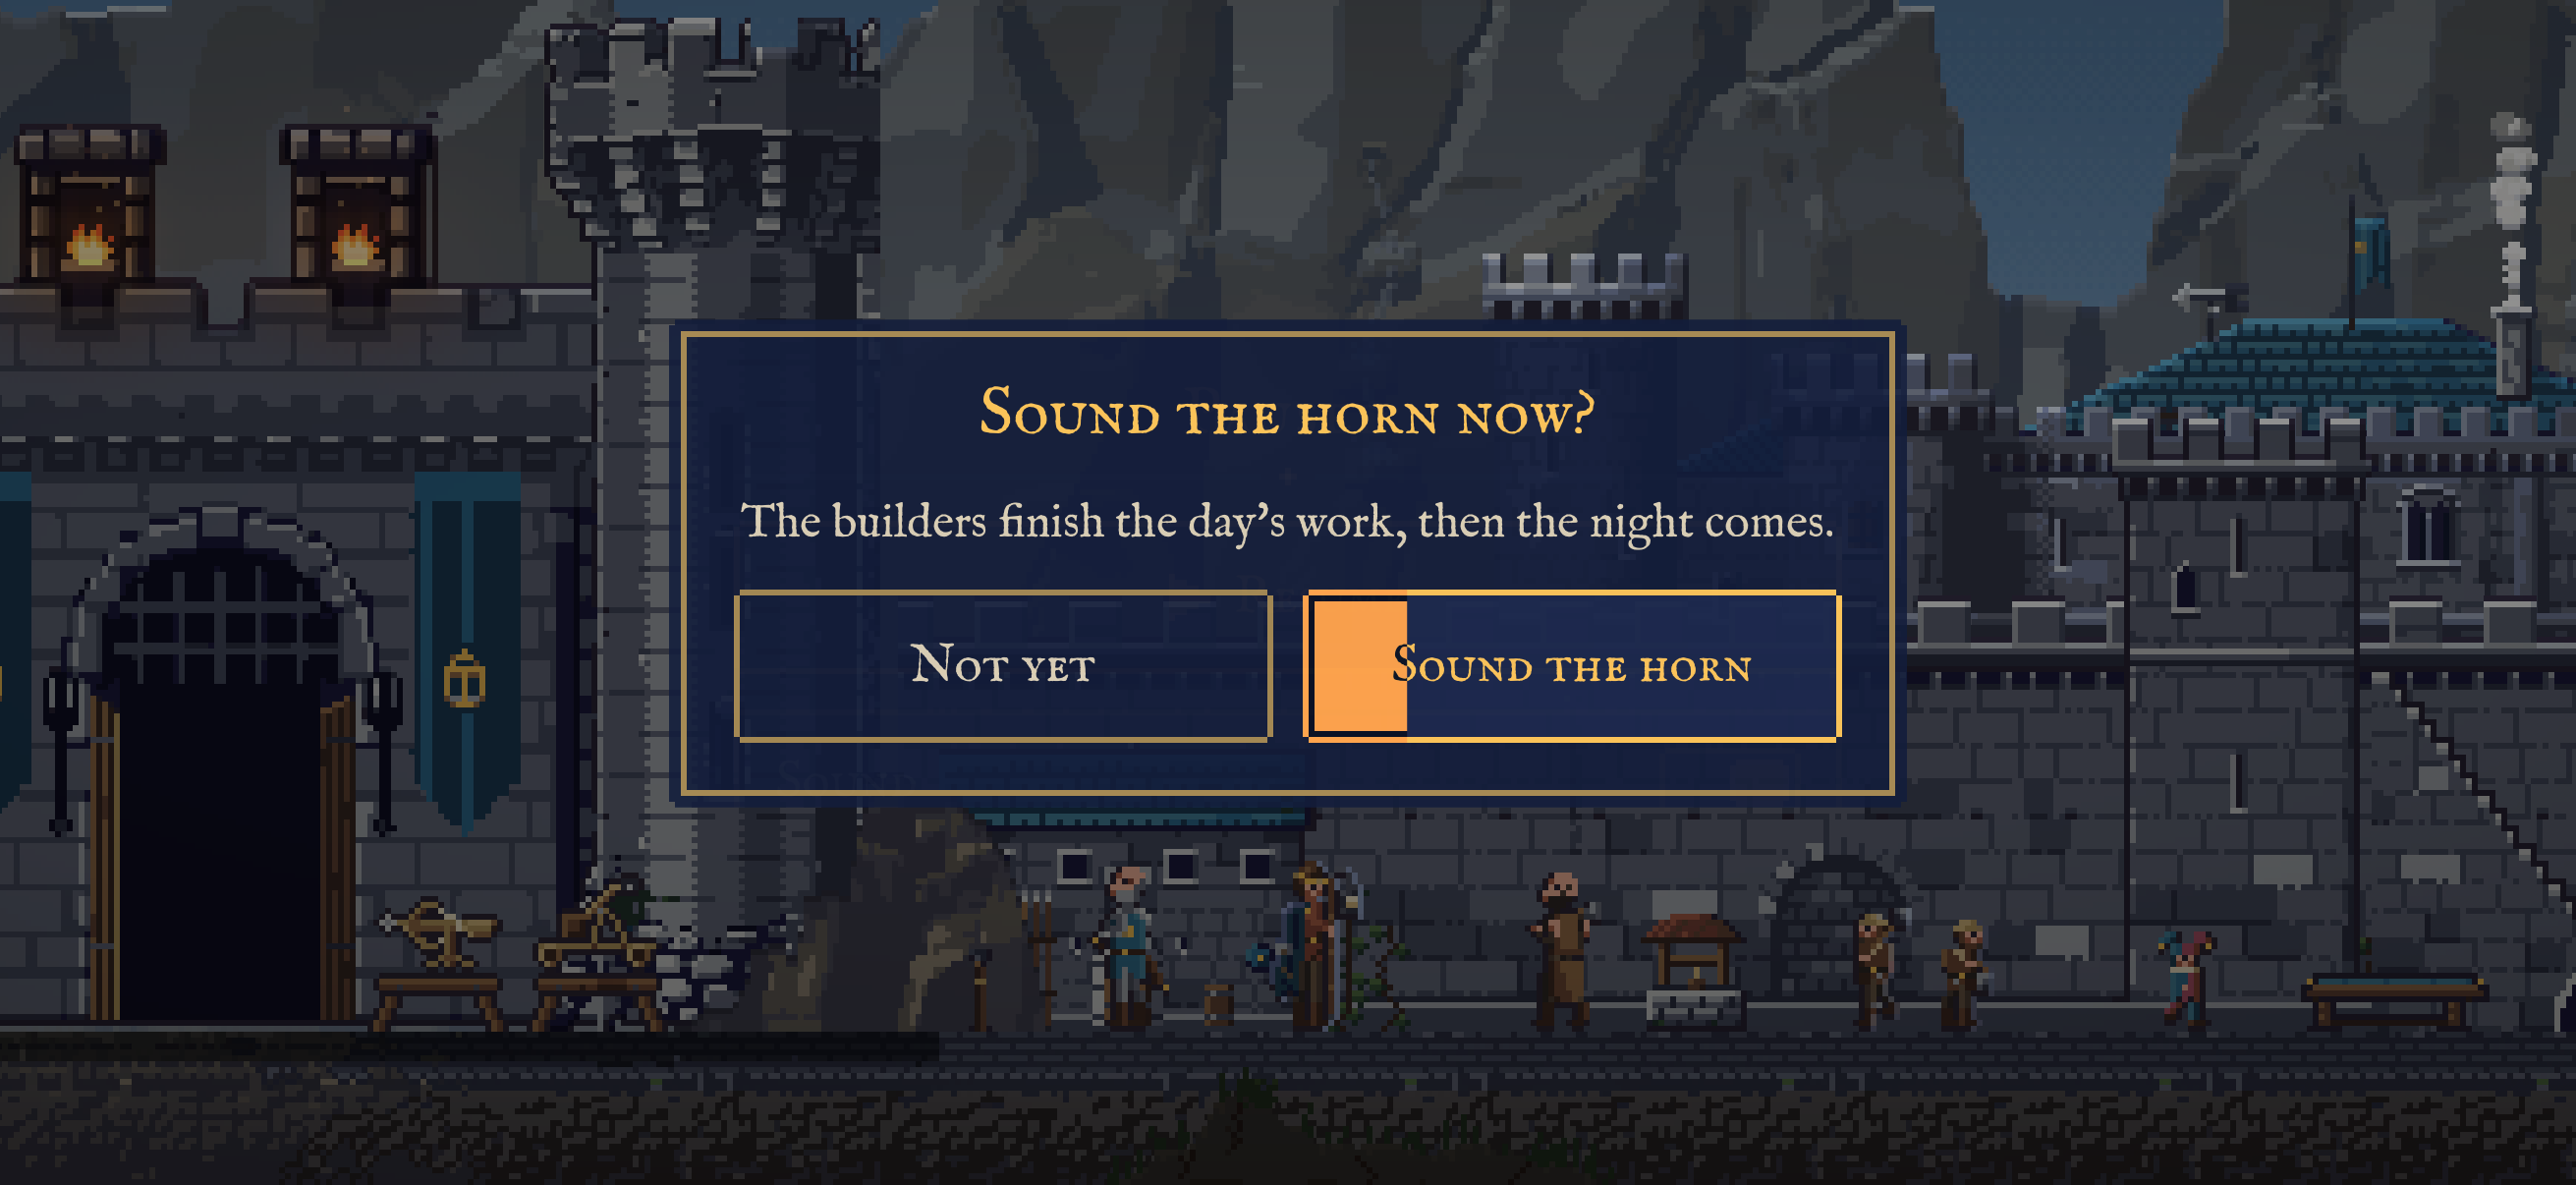 Sound the horn now?
The builders finish the day's work, then the night comes.
Not yet
Sound the horn